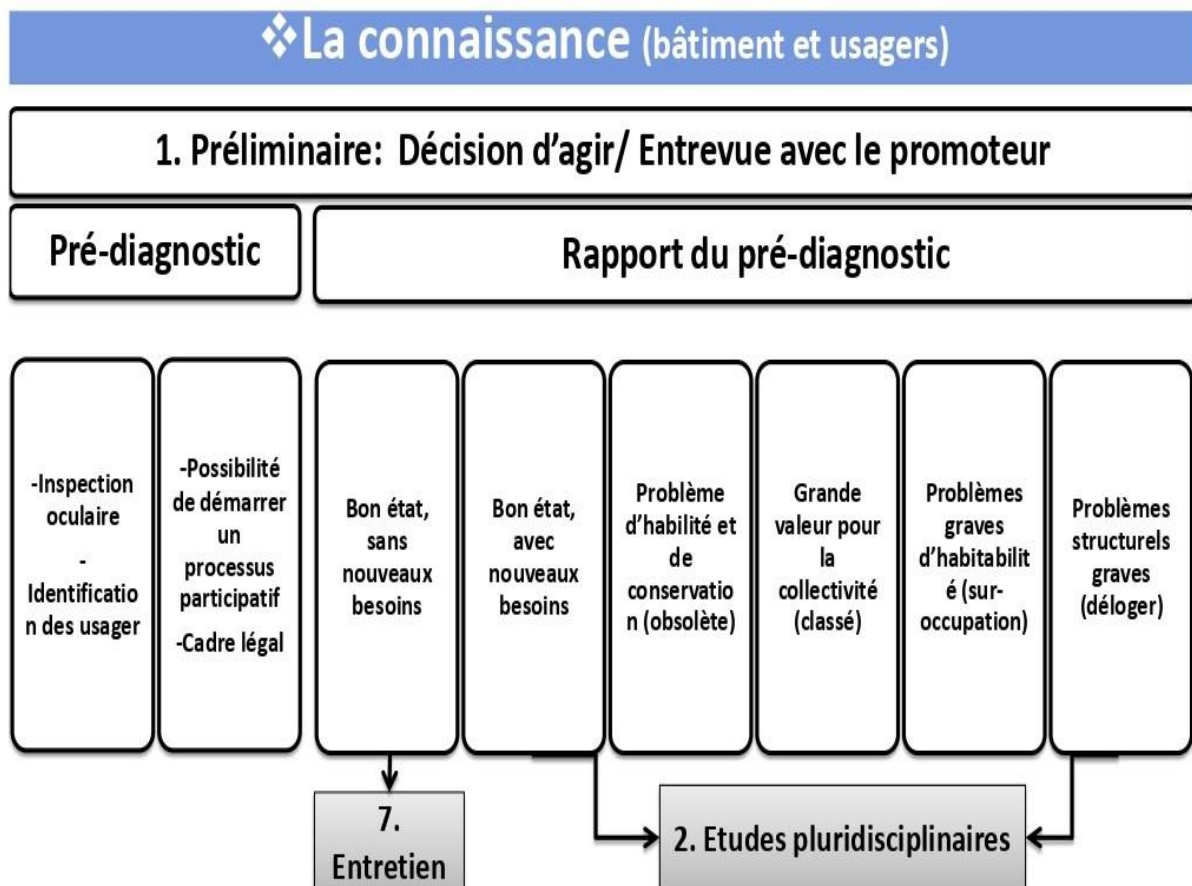 ❖La connaissance (bâtiment et usagers)
1. Préliminaire: Décision d'agir/ Entrevue avec le promoteur
Pré-diagnostic
Rapport du pré-diagnostic
-Inspection
oculaire
-
Identificatio
n des usager
-Possibilité
de démarrer
un
processus
participatif
-Cadre légal
Bon état,
sans
nouveaux
besoins
Bon état,
avec
nouveaux
besoins
Problème
d'habilité et
de
conservatio
n (obsolète)
Grande
valeur pour
la
collectivité
(classé)
Problèmes
graves
d'habitabilit
é (sur-
occupation)
Problèmes
structurels
graves
(déloger)
7.
Entretien
2. Etudes pluridisciplinaires